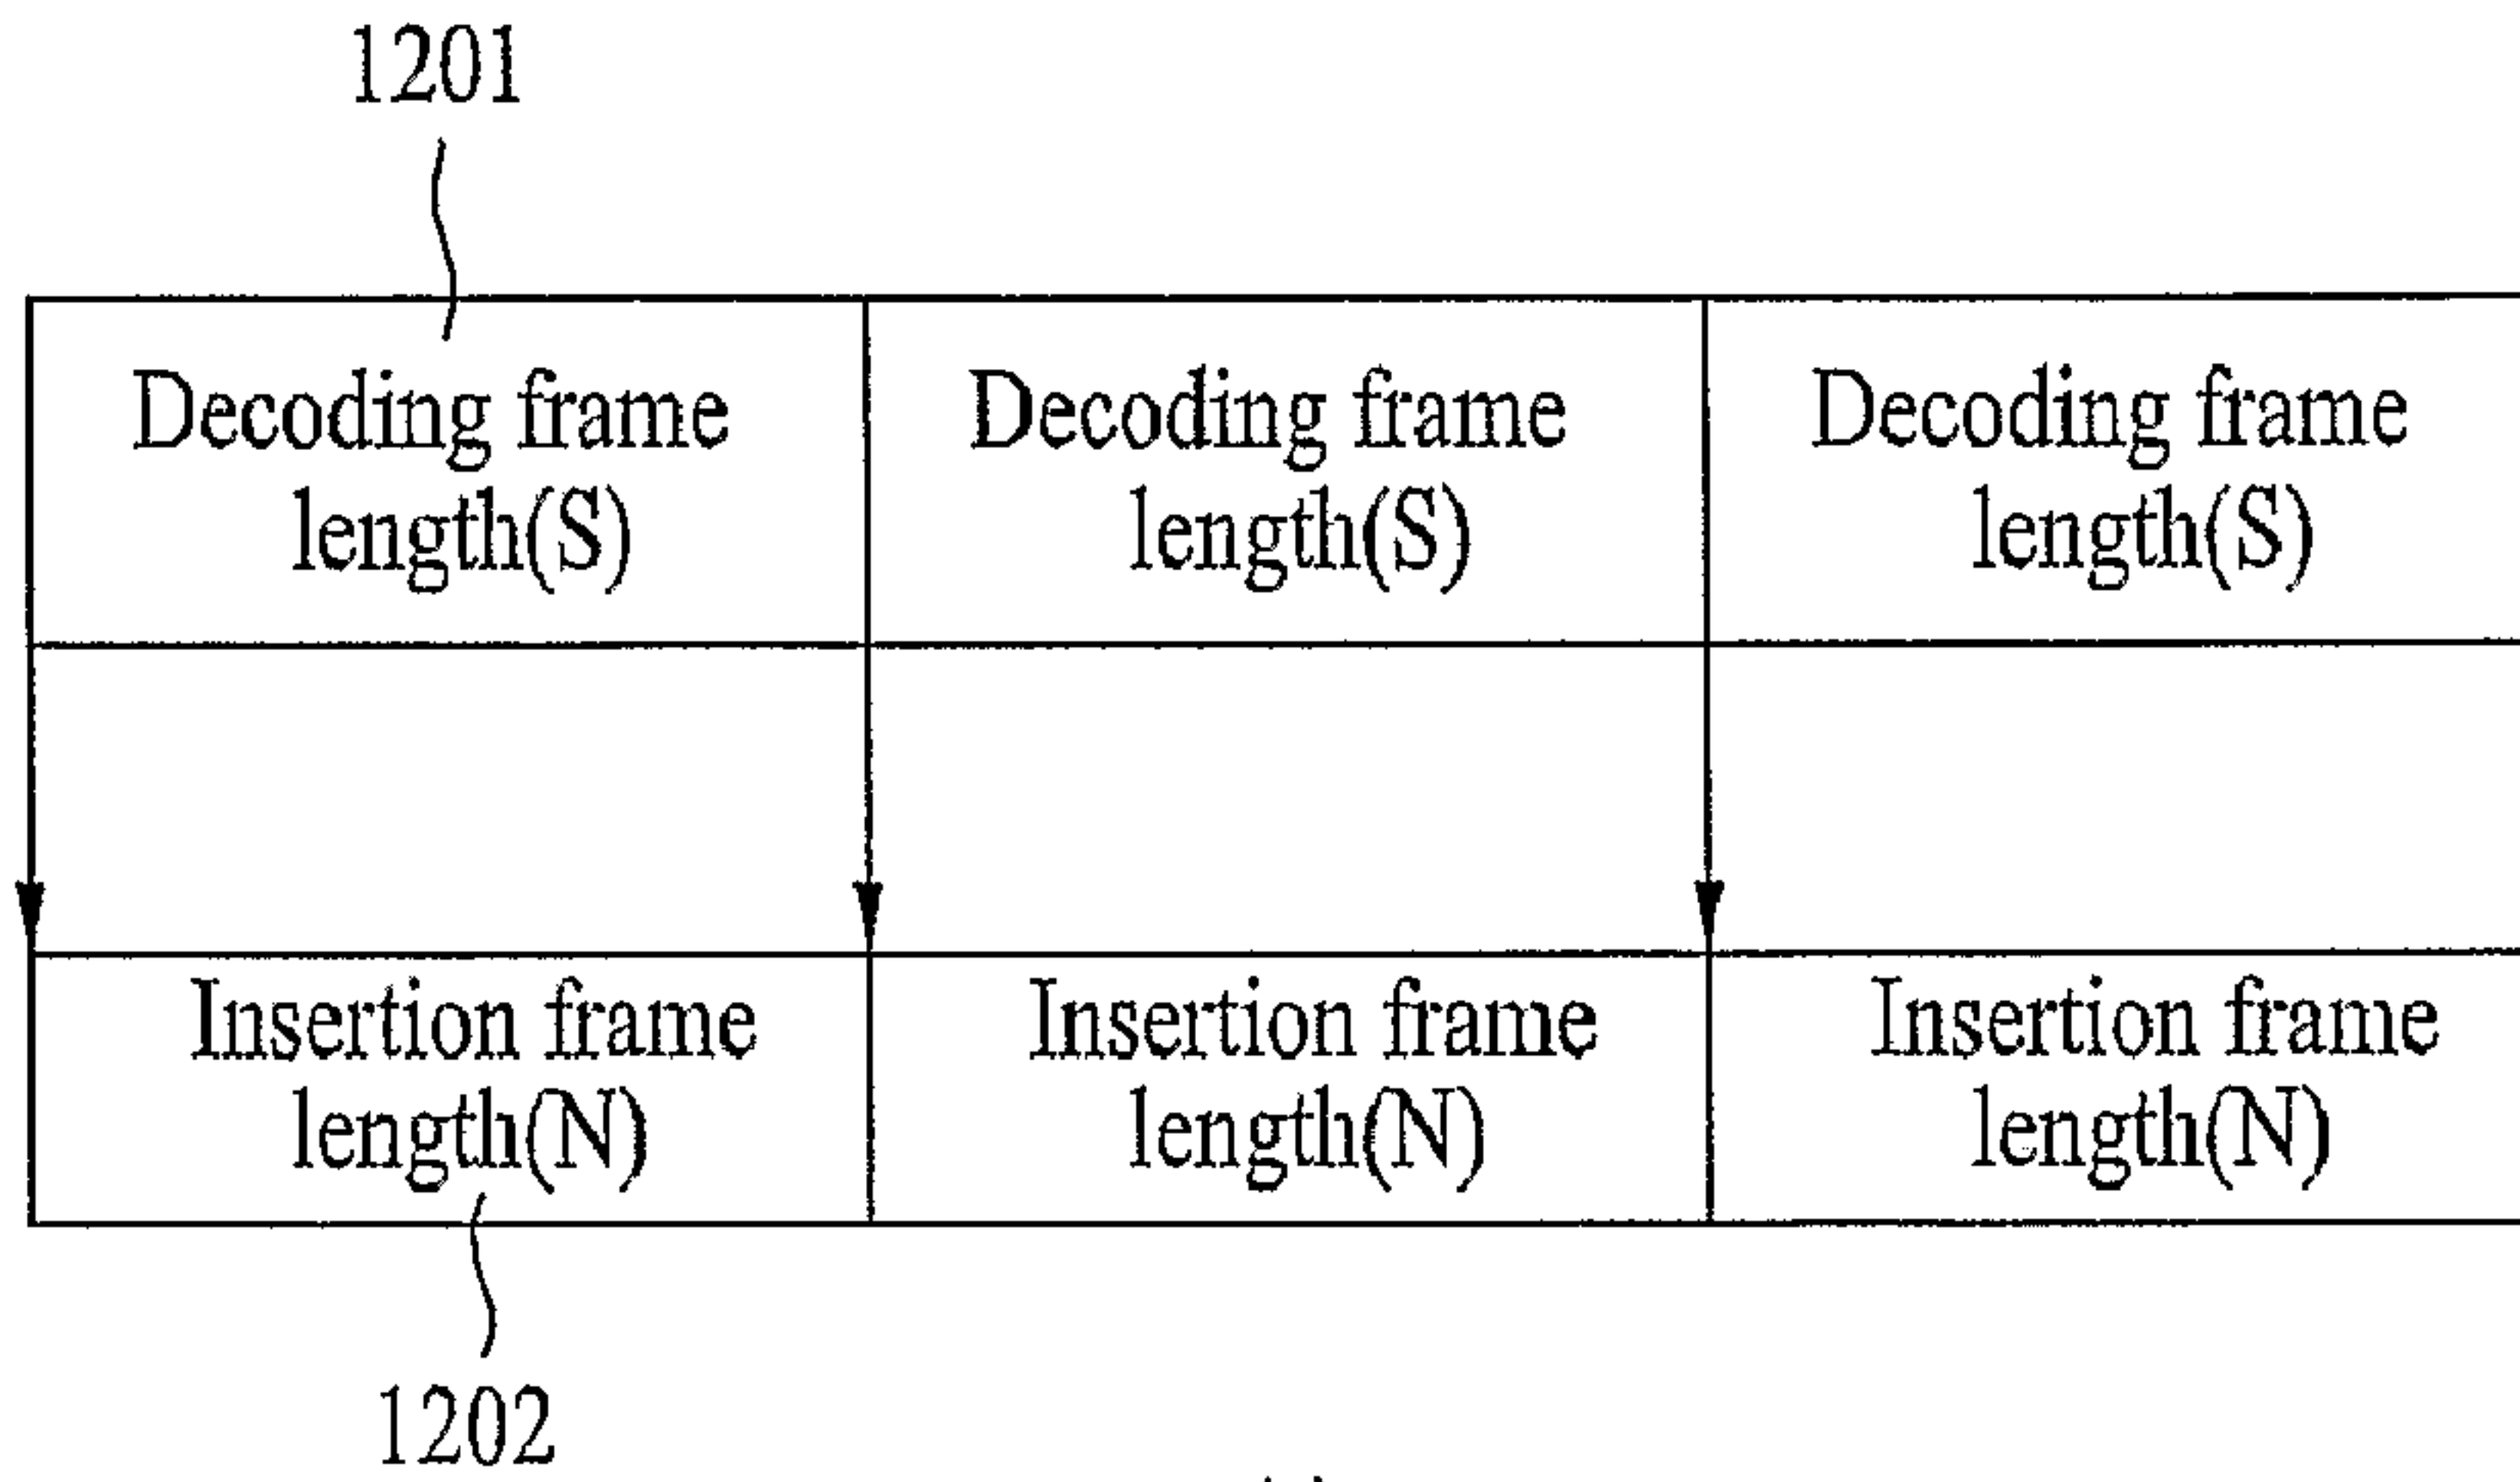 1201
Decoding frame length(S)
Decoding frame length(S)
Decoding frame length(S)
Insertion frame length(N)
Insertion frame length(N)
Insertion frame length(N)
1202